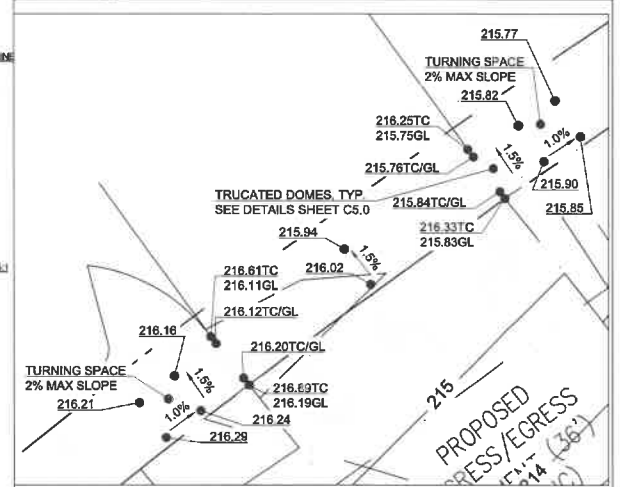 215.77
TURNING SPACE
2% MAX SLOPE
215.82
216.25TC
215.75GL
1.0%
1.5%
215.76TC/GL
215.90
TRUCATED DOMES, TYP.
SEE DETAILS SHEET C5.0
215.84TC/GL
215.85
216.33TC
215.83GL
215.94
1.5%
216.61TC
216.11GL
216.02
216.12TC/GL
216.16
216.20TC/GL
TURNING SPACE
2% MAX SLOPE
1.5%
216.69TC
216.19GL
215
216.21
1.0%
216.24
216.29
PROPOSED
RESS/EGRESS
(36')
214